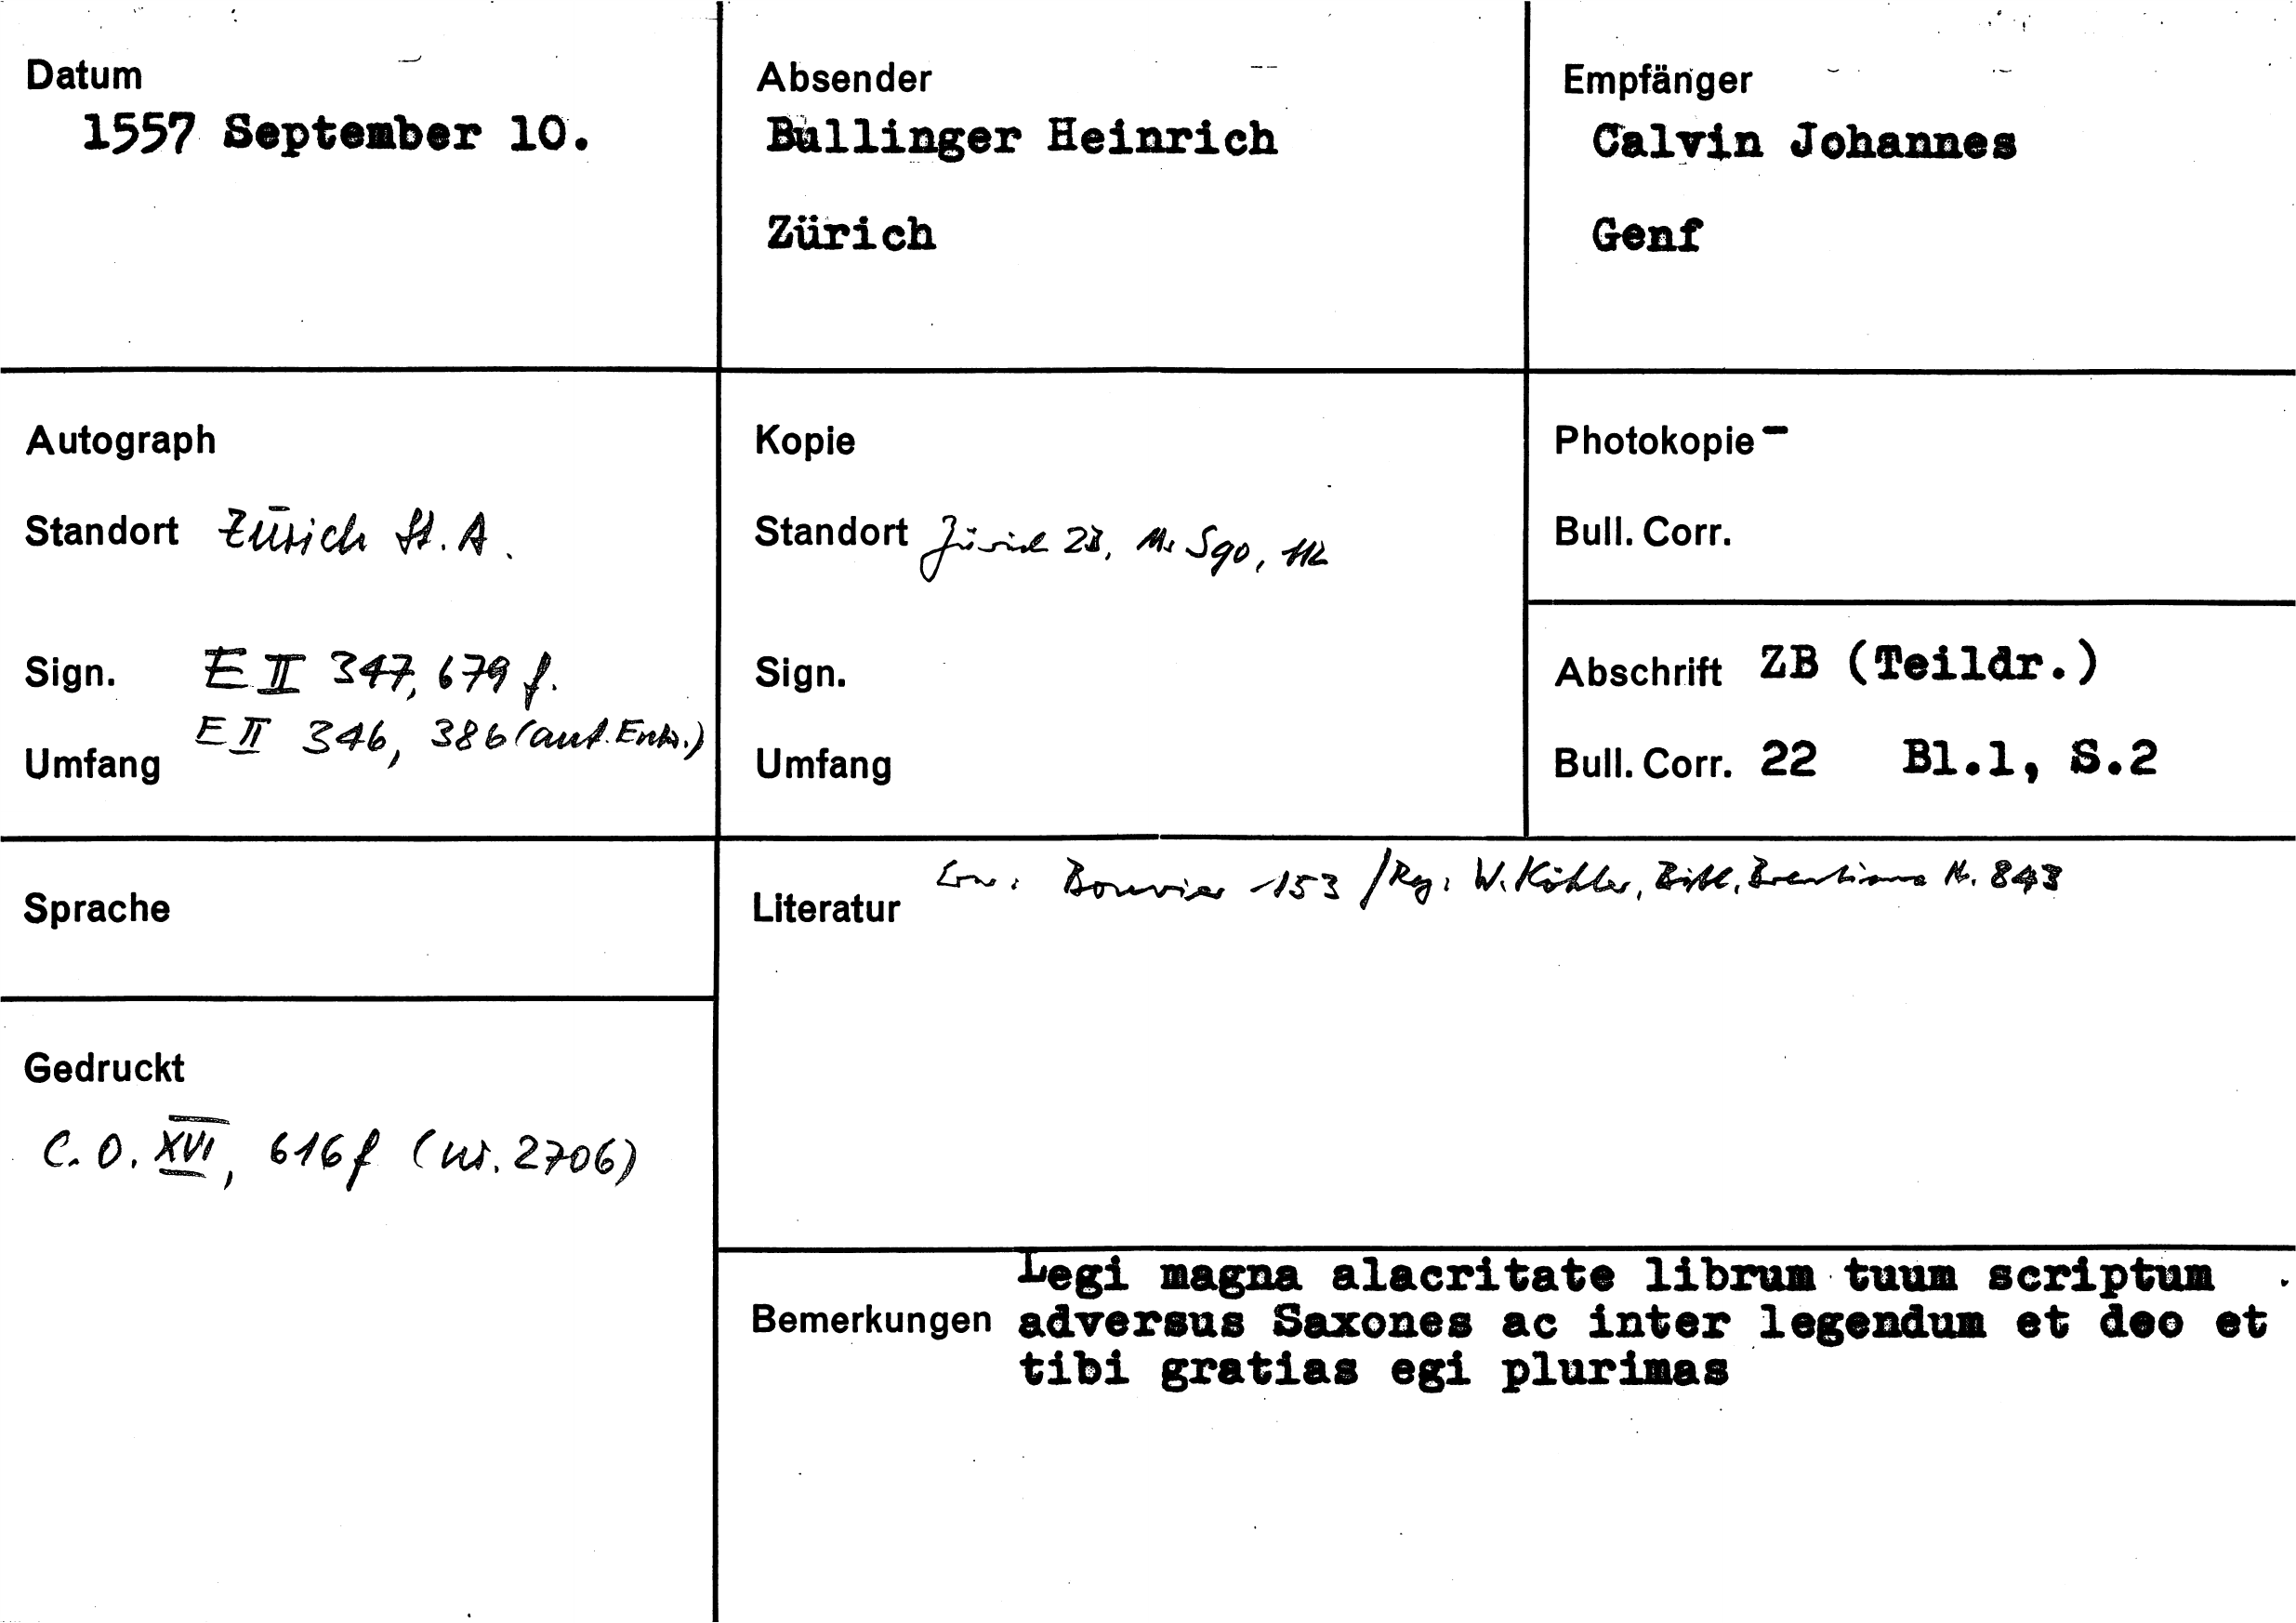 Datum
1557 September 10.
Absender
Bullinger Heinrich
Zürich
Empfänger
Calvin Johannes
Genf
Autograph
Standort Zürich St. A.
Sign. E II 347, 679 f.
E II 346, 386 (aut. Entw.)
Umfang
Kopie
Standort Zürich ZB, Ms S 90, 112
Sign.
Umfang
Photokopie -
Bull. Corr.
Abschrift ZB (Teildr.)
Bull. Corr. 22 Bl.1, S.2
Sprache
Literatur Bouvier 153 / Reg: W. Köhler, Bibl. Brentiana Nr. 843
Gedruckt
C. O. XVI, 616 f (Nr. 2706)
Bemerkungen
Legi magna alacritate librum tuum scriptum
adversus Saxones ac inter legendum et deo et
tibi gratias egi plurimas